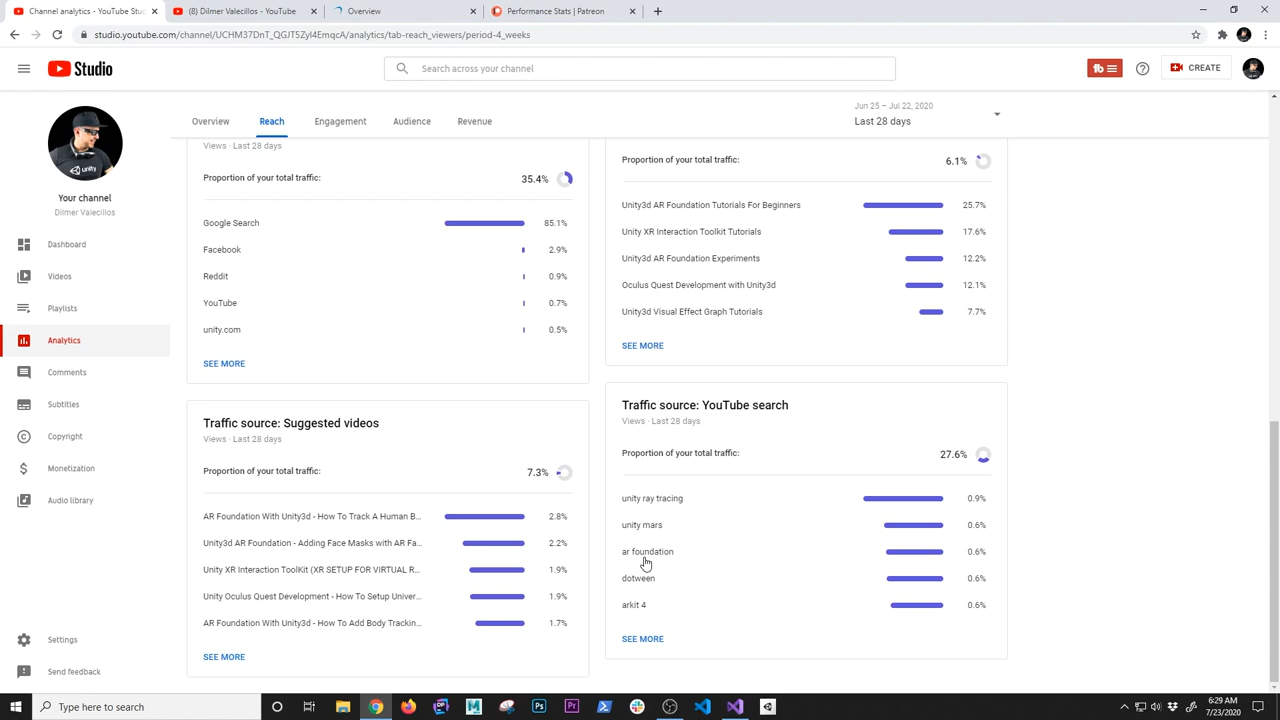 Channel analytics - YouTube Stu
(8) Dilmer Valecillos - YouTube
Overview
Performance Stats | Patreon
studio.youtube.com/channel/UCHM37DnT_QGJT5Zyl4EmqcA/analytics/tab-reach_viewers/period-4_weeks
Studio
Search across your channel
CREATE
Overview
Reach
Engagement
Audience
Revenue
Jun 25 – Jul 22, 2020
Last 28 days
unity
Your channel
Dilmer Valecillos
Dashboard
Videos
Playlists
Analytics
Comments
Subtitles
Copyright
Monetization
Audio library
Settings
Send feedback
Views · Last 28 days
Proportion of your total traffic: 35.4%
Google Search 85.1%
Facebook 2.9%
Reddit 0.9%
YouTube 0.7%
unity.com 0.5%
SEE MORE
Proportion of your total traffic: 6.1%
Unity3d AR Foundation Tutorials For Beginners 25.7%
Unity XR Interaction Toolkit Tutorials 17.6%
Unity3d AR Foundation Experiments 12.2%
Oculus Quest Development with Unity3d 12.1%
Unity3d Visual Effect Graph Tutorials 7.7%
SEE MORE
Traffic source: Suggested videos
Views · Last 28 days
Proportion of your total traffic: 7.3%
AR Foundation With Unity3d - How To Track A Human B... 2.8%
Unity3d AR Foundation - Adding Face Masks with AR Fa... 2.2%
Unity XR Interaction ToolKit (XR SETUP FOR VIRTUAL R... 1.9%
Unity Oculus Quest Development - How To Setup Univer... 1.9%
AR Foundation With Unity3d - How To Add Body Trackin... 1.7%
SEE MORE
Traffic source: YouTube search
Views · Last 28 days
Proportion of your total traffic: 27.6%
unity ray tracing 0.9%
unity mars 0.6%
ar foundation 0.6%
dotween 0.6%
arkit 4 0.6%
SEE MORE
Type here to search
6:29 AM
7/23/2020